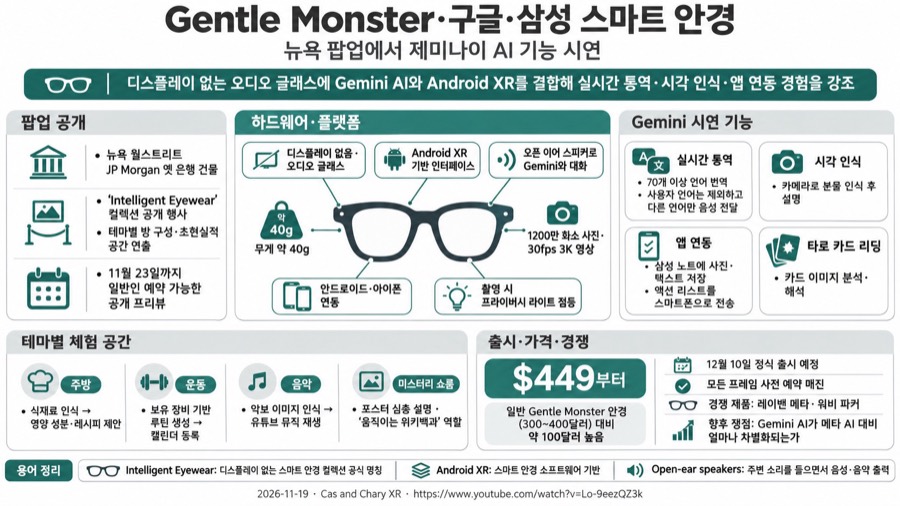 Gentle Monster·구글·삼성 스마트 안경
뉴욕 팝업에서 제미나이 AI 기능 시연
디스플레이 없는 오디오 글래스에 Gemini AI와 Android XR를 결합해 실시간 통역·시각 인식·앱 연동 경험을 강조
팝업 공개
• 뉴욕 월스트리트
JP Morgan 옛 은행 건물
• 'Intelligent Eyewear'
컬렉션 공개 행사
• 테마별 방 구성·초현실적
공간 연출
• 11월 23일까지
일반인 예약 가능한
공개 프리뷰
하드웨어·플랫폼
디스플레이 없음·
오디오 글래스
Android XR
기반 인터페이스
오픈 이어 스피커로
Gemini와 대화
약
40g
무게 약 40g
1200만 화소 사진·
30fps 3K 영상
안드로이드·아이폰
연동
촬영 시
프라이버시 라이트 점등
Gemini 시연 기능
A
文
실시간 통역
• 70개 이상 언어 번역
• 사용자 언어는 제외하고
다른 언어만 음성 전달
시각 인식
• 카메라로 분물 인식 후
설명
앱 연동
• 삼성 노트에 사진·
택스트 저장
• 액션 리스트를
스마트폰으로 전송
타로 카드 리딩
• 카드 이미지 분석·
해석
테마별 체험 공간
주방
• 식재료 인식 →
영양 성분·레시피 제안
운동
• 보유 장비 기반
루틴 생성 →
캘린더 등록
음악
• 악보 이미지 인식 →
유튜브 뮤직 재생
미스터리 쇼룸
• 포스터 심층 설명·
'움직이는 위키백과' 역할
출시·가격·경쟁
$449부터
일반 Gentle Monster 안경
(300~400달러) 대비
약 100달러 높음
12월 10일 정식 출시 예정
모든 프레임 사전 예약 매진
경쟁 제품: 레이밴 메타·워비 파커
향후 쟁점: Gemini AI가 메타 AI 대비
얼마나 차별화되는가
용어 정리
Intelligent Eyewear: 디스플레이 없는 스마트 안경 컬렉션 공식 명칭
Android XR: 스마트 안경 소프트웨어 기반
Open-ear speakers: 주변 소리를 들으면서 음성·음악 출력
2026-11-19 · Cas and Chary XR · https://www.youtube.com/watch?v=Lo-9eezQZ3k